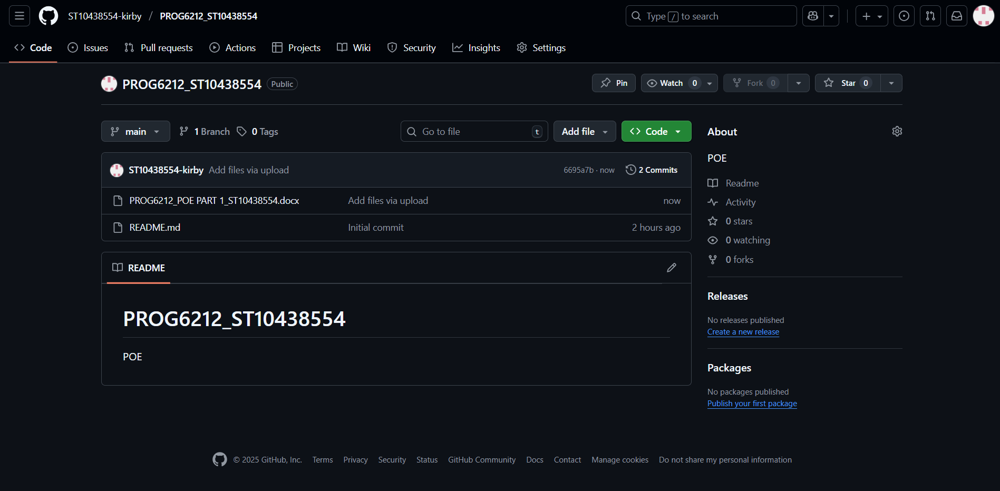 ST10438554-kirby / PROG6212_ST10438554
Type / to search
Code Issues Pull requests Actions Projects Wiki Security Insights Settings
PROG6212_ST10438554 Public
Pin Watch 0 Fork 0 Star 0
main 1 Branch 0 Tags Go to file t Add file Code
ST10438554-kirby Add files via upload 6695a7b · now 2 Commits
PROG6212_POE PART 1_ST10438554.docx Add files via upload now
README.md Initial commit 2 hours ago
README
PROG6212_ST10438554
POE
About
POE
Readme
Activity
0 stars
0 watching
0 forks
Releases
No releases published
Create a new release
Packages
No packages published
Publish your first package
© 2025 GitHub, Inc. Terms Privacy Security Status GitHub Community Docs Contact Manage cookies Do not share my personal information